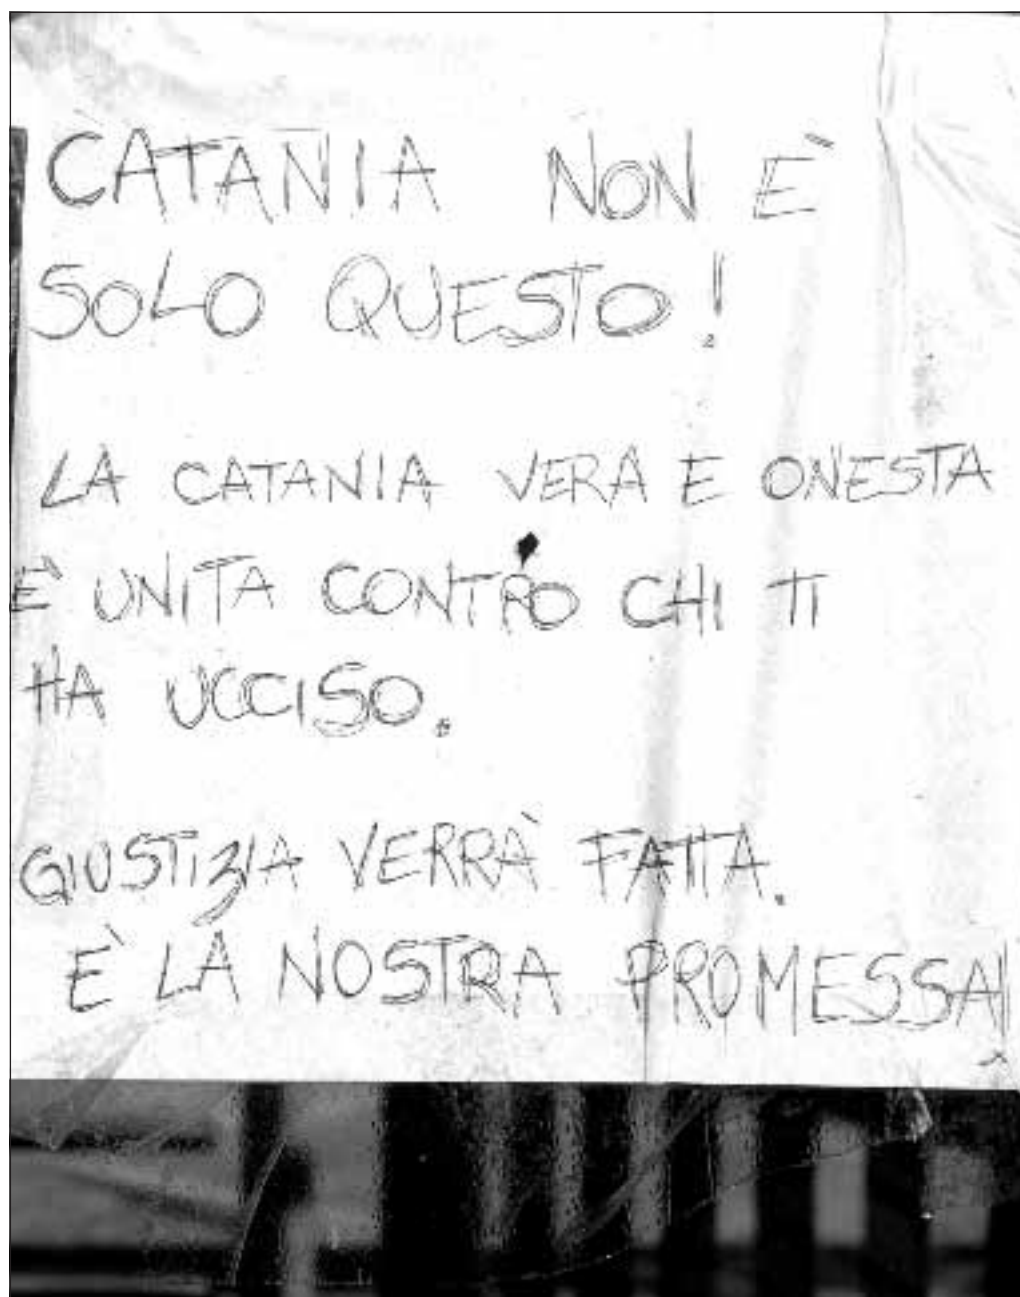 CATANIA NON È
SOLO QUESTO!
LA CATANIA VERA E ONESTA
È UNITA CONTRO CHI TI
HA UCCISO.
GIUSTIZIA VERRÀ FATTA.
È LA NOSTRA PROMESSA!